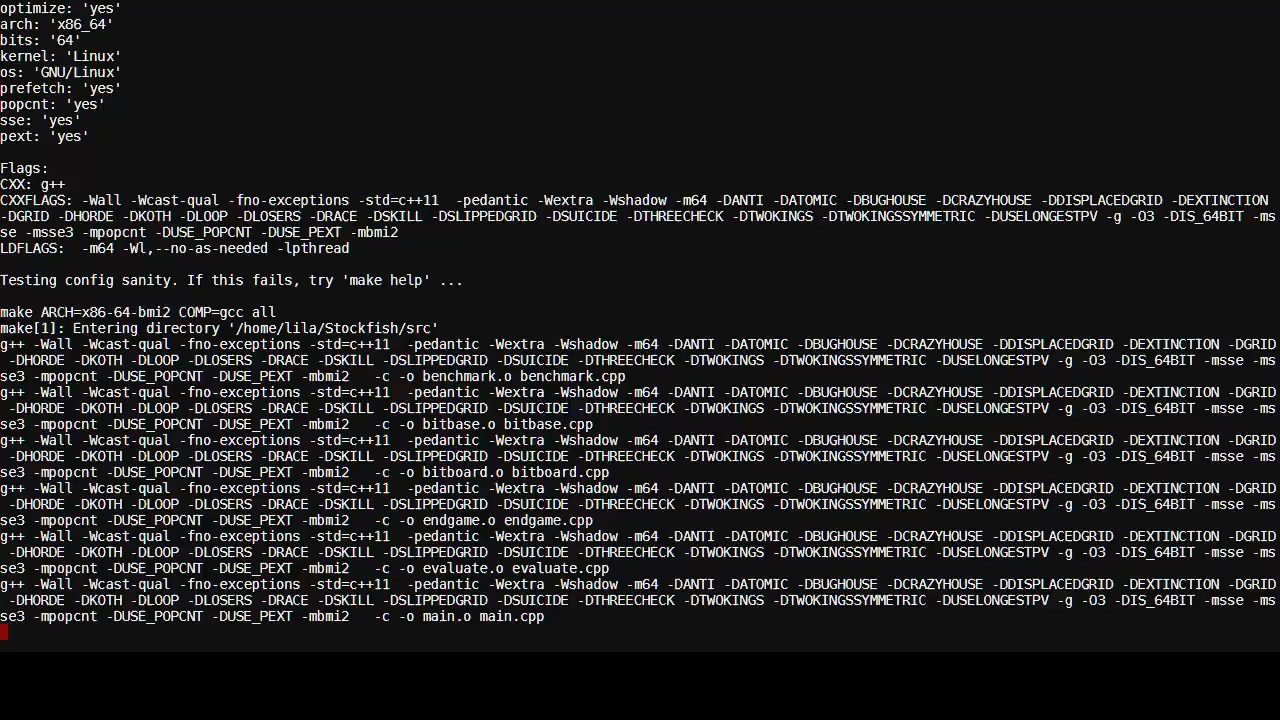 optimize: 'yes'
arch: 'x86_64'
bits: '64'
kernel: 'Linux'
os: 'GNU/Linux'
prefetch: 'yes'
popcnt: 'yes'
sse: 'yes'
pext: 'yes'

Flags:
CXX: g++
CXXFLAGS: -Wall -Wcast-qual -fno-exceptions -std=c++11  -pedantic -Wextra -Wshadow -m64 -DANTI -DATOMIC -DBUGHOUSE -DCRAZYHOUSE -DDISPLACEDGRID -DEXTINCTION
-DGRID -DHORDE -DKOTH -DLOOP -DLOSERS -DRACE -DSKILL -DSLIPPEDGRID -DSUICIDE -DTHREECHECK -DTWOKINGS -DTWOKINGSSYMMETRIC -DUSELONGESTPV -g -O3 -DIS_64BIT -ms
se -msse3 -mpopcnt -DUSE_POPCNT -DUSE_PEXT -mbmi2
LDFLAGS:  -m64 -Wl,--no-as-needed -lpthread

Testing config sanity. If this fails, try 'make help' ...

make ARCH=x86-64-bmi2 COMP=gcc all
make[1]: Entering directory '/home/lila/Stockfish/src'
g++ -Wall -Wcast-qual -fno-exceptions -std=c++11  -pedantic -Wextra -Wshadow -m64 -DANTI -DATOMIC -DBUGHOUSE -DCRAZYHOUSE -DDISPLACEDGRID -DEXTINCTION -DGRID
 -DHORDE -DKOTH -DLOOP -DLOSERS -DRACE -DSKILL -DSLIPPEDGRID -DSUICIDE -DTHREECHECK -DTWOKINGS -DTWOKINGSSYMMETRIC -DUSELONGESTPV -g -O3 -DIS_64BIT -msse -ms
se3 -mpopcnt -DUSE_POPCNT -DUSE_PEXT -mbmi2   -c -o benchmark.o benchmark.cpp
g++ -Wall -Wcast-qual -fno-exceptions -std=c++11  -pedantic -Wextra -Wshadow -m64 -DANTI -DATOMIC -DBUGHOUSE -DCRAZYHOUSE -DDISPLACEDGRID -DEXTINCTION -DGRID
 -DHORDE -DKOTH -DLOOP -DLOSERS -DRACE -DSKILL -DSLIPPEDGRID -DSUICIDE -DTHREECHECK -DTWOKINGS -DTWOKINGSSYMMETRIC -DUSELONGESTPV -g -O3 -DIS_64BIT -msse -ms
se3 -mpopcnt -DUSE_POPCNT -DUSE_PEXT -mbmi2   -c -o bitbase.o bitbase.cpp
g++ -Wall -Wcast-qual -fno-exceptions -std=c++11  -pedantic -Wextra -Wshadow -m64 -DANTI -DATOMIC -DBUGHOUSE -DCRAZYHOUSE -DDISPLACEDGRID -DEXTINCTION -DGRID
 -DHORDE -DKOTH -DLOOP -DLOSERS -DRACE -DSKILL -DSLIPPEDGRID -DSUICIDE -DTHREECHECK -DTWOKINGS -DTWOKINGSSYMMETRIC -DUSELONGESTPV -g -O3 -DIS_64BIT -msse -ms
se3 -mpopcnt -DUSE_POPCNT -DUSE_PEXT -mbmi2   -c -o bitboard.o bitboard.cpp
g++ -Wall -Wcast-qual -fno-exceptions -std=c++11  -pedantic -Wextra -Wshadow -m64 -DANTI -DATOMIC -DBUGHOUSE -DCRAZYHOUSE -DDISPLACEDGRID -DEXTINCTION -DGRID
 -DHORDE -DKOTH -DLOOP -DLOSERS -DRACE -DSKILL -DSLIPPEDGRID -DSUICIDE -DTHREECHECK -DTWOKINGS -DTWOKINGSSYMMETRIC -DUSELONGESTPV -g -O3 -DIS_64BIT -msse -ms
se3 -mpopcnt -DUSE_POPCNT -DUSE_PEXT -mbmi2   -c -o endgame.o endgame.cpp
g++ -Wall -Wcast-qual -fno-exceptions -std=c++11  -pedantic -Wextra -Wshadow -m64 -DANTI -DATOMIC -DBUGHOUSE -DCRAZYHOUSE -DDISPLACEDGRID -DEXTINCTION -DGRID
 -DHORDE -DKOTH -DLOOP -DLOSERS -DRACE -DSKILL -DSLIPPEDGRID -DSUICIDE -DTHREECHECK -DTWOKINGS -DTWOKINGSSYMMETRIC -DUSELONGESTPV -g -O3 -DIS_64BIT -msse -ms
se3 -mpopcnt -DUSE_POPCNT -DUSE_PEXT -mbmi2   -c -o evaluate.o evaluate.cpp
g++ -Wall -Wcast-qual -fno-exceptions -std=c++11  -pedantic -Wextra -Wshadow -m64 -DANTI -DATOMIC -DBUGHOUSE -DCRAZYHOUSE -DDISPLACEDGRID -DEXTINCTION -DGRID
 -DHORDE -DKOTH -DLOOP -DLOSERS -DRACE -DSKILL -DSLIPPEDGRID -DSUICIDE -DTHREECHECK -DTWOKINGS -DTWOKINGSSYMMETRIC -DUSELONGESTPV -g -O3 -DIS_64BIT -msse -ms
se3 -mpopcnt -DUSE_POPCNT -DUSE_PEXT -mbmi2   -c -o main.o main.cpp